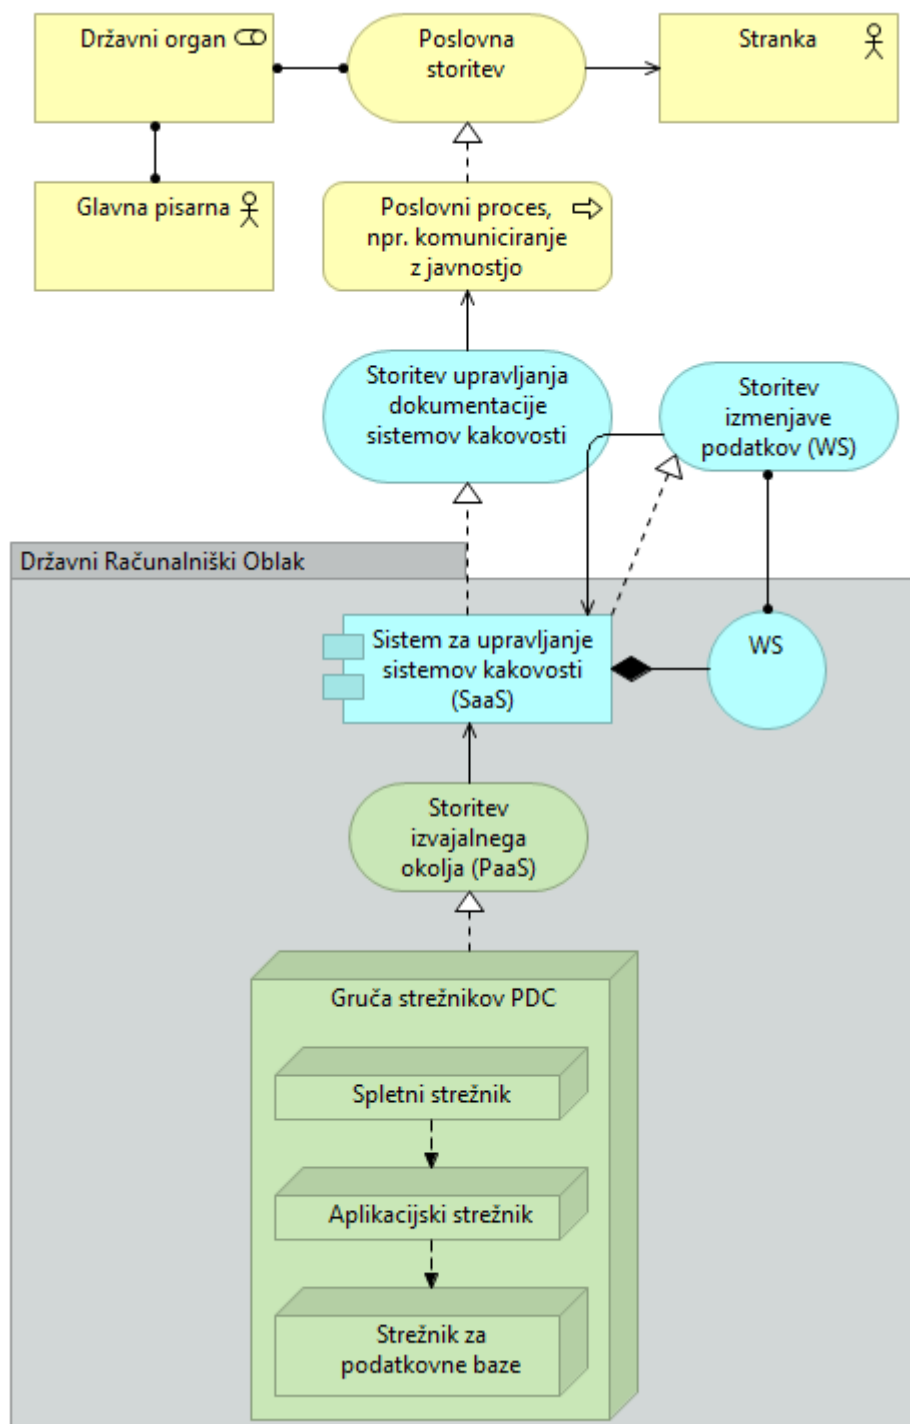 Državni organ
Poslovna
storitev
Stranka
Glavna pisarna
Poslovni proces,
npr. komuniciranje
z javnostjo
Storitev upravljanja
dokumentacije
sistemov kakovosti
Storitev
izmenjave
podatkov (WS)
Državni Računalniški Oblak
Sistem za upravljanje
sistemov kakovosti
(SaaS)
WS
Storitev
izvajalnega
okolja (PaaS)
Gruča strežnikov PDC
Spletni strežnik
Aplikacijski strežnik
Strežnik za
podatkovne baze